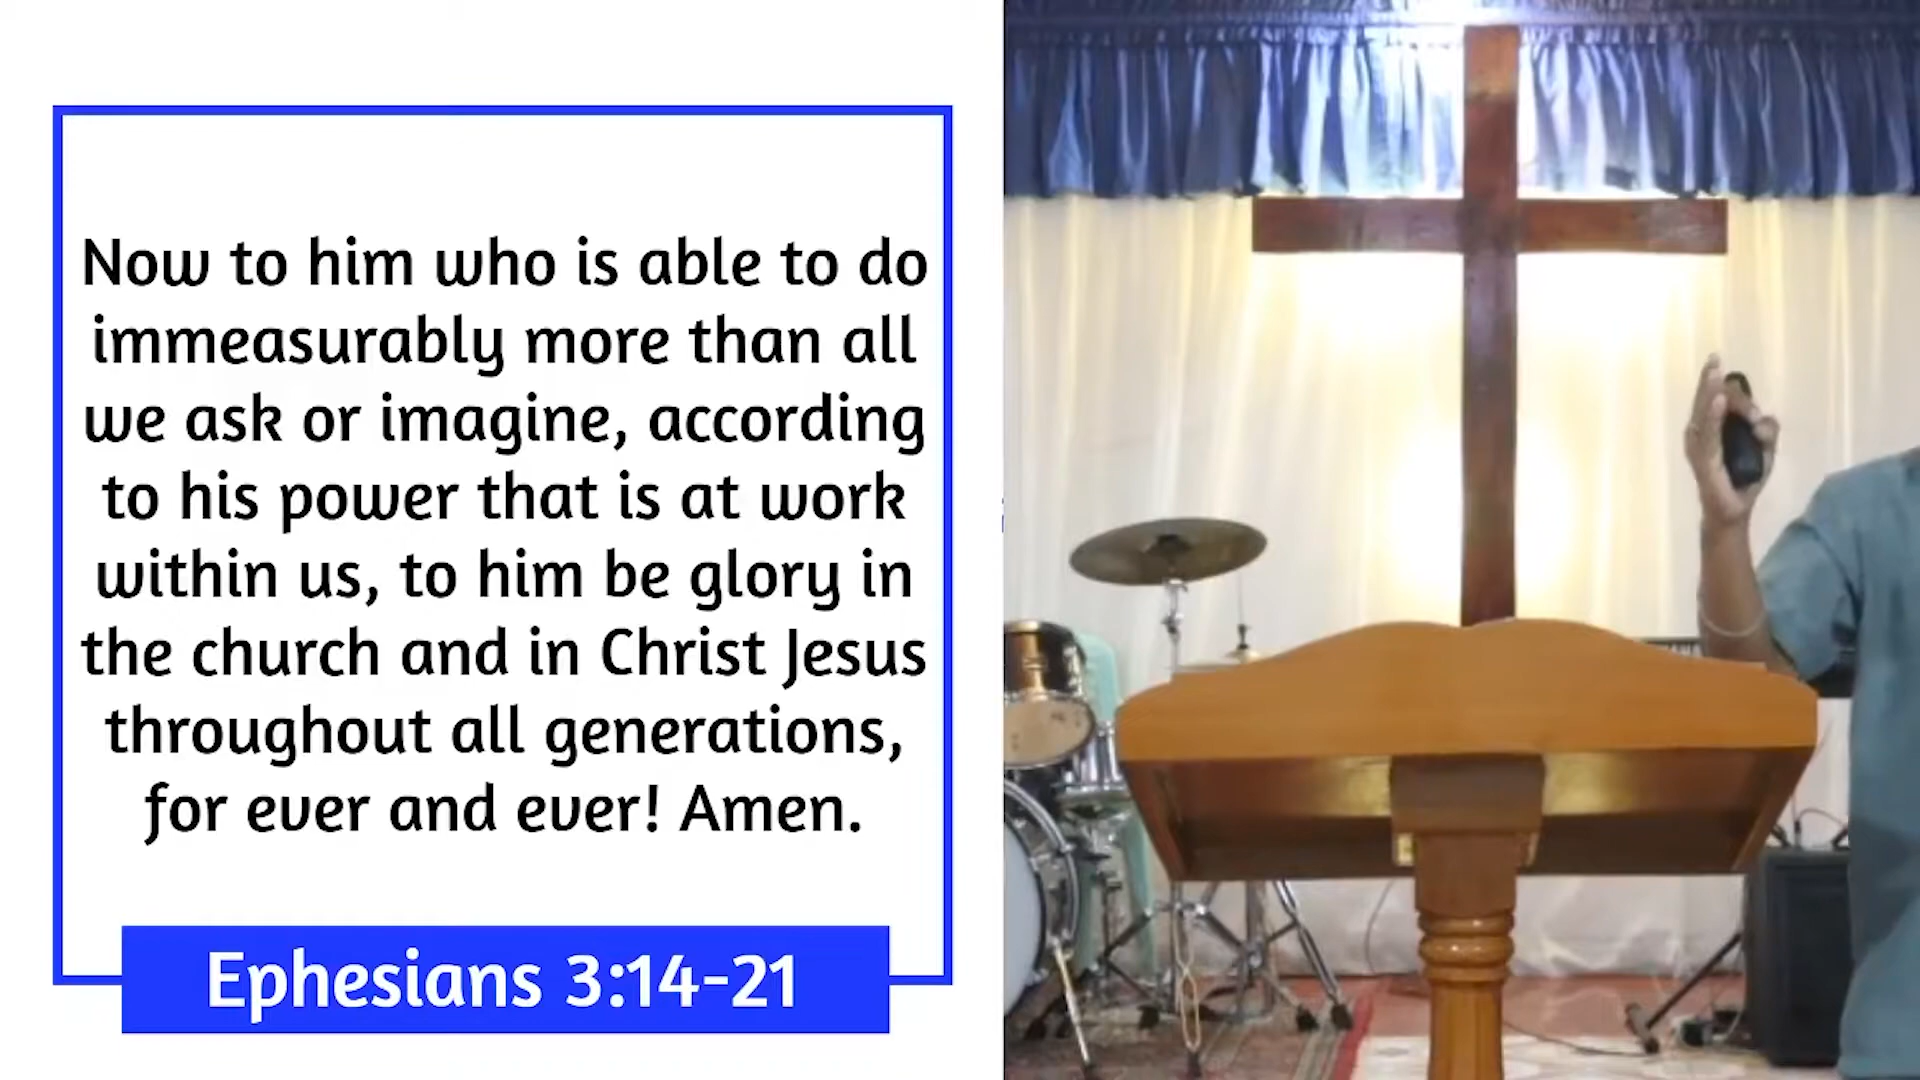 Now to him who is able to do
immeasurably more than all
we ask or imagine, according
to his power that is at work
within us, to him be glory in
the church and in Christ Jesus
throughout all generations,
for ever and ever! Amen.
Ephesians 3:14-21